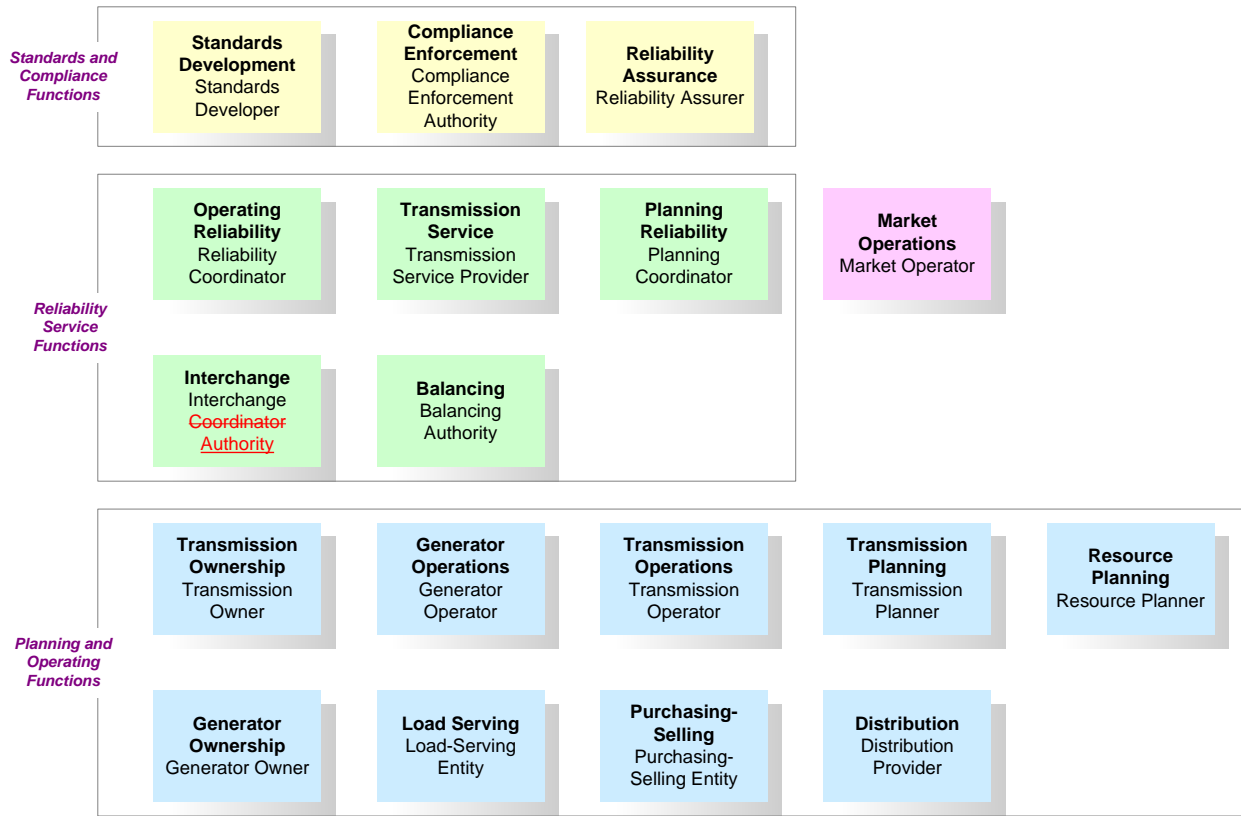 Standards and
Compliance
Functions
Standards
Development
Standards
Developer
Compliance
Enforcement
Compliance
Enforcement
Authority
Reliability
Assurance
Reliability Assurer
Reliability
Service
Functions
Operating
Reliability
Reliability
Coordinator
Transmission
Service
Transmission
Service Provider
Planning
Reliability
Planning
Coordinator
Market
Operations
Market Operator
Interchange
Interchange
Coordinator
Authority
Balancing
Balancing
Authority
Planning and
Operating
Functions
Transmission
Ownership
Transmission
Owner
Generator
Operations
Generator
Operator
Transmission
Operations
Transmission
Operator
Transmission
Planning
Transmission
Planner
Resource
Planning
Resource Planner
Generator
Ownership
Generator Owner
Load Serving
Load-Serving
Entity
Purchasing-
Selling
Purchasing-
Selling Entity
Distribution
Distribution
Provider